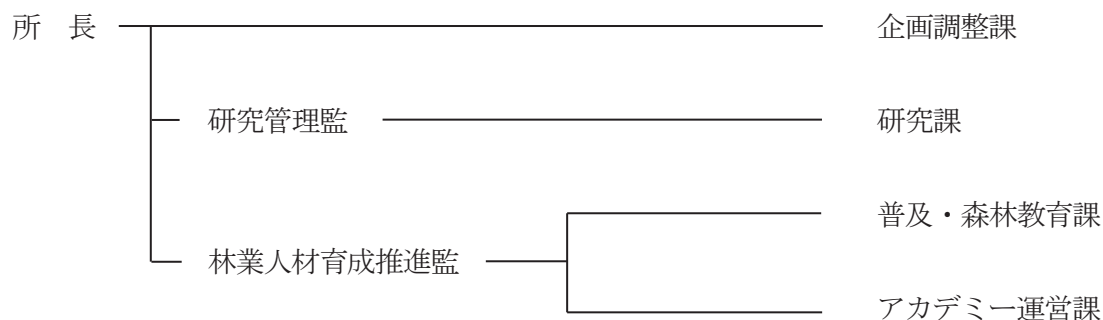 所　長　企画調整課
研究管理監　研究課
普及・森林教育課
林業人材育成推進監
アカデミー運営課